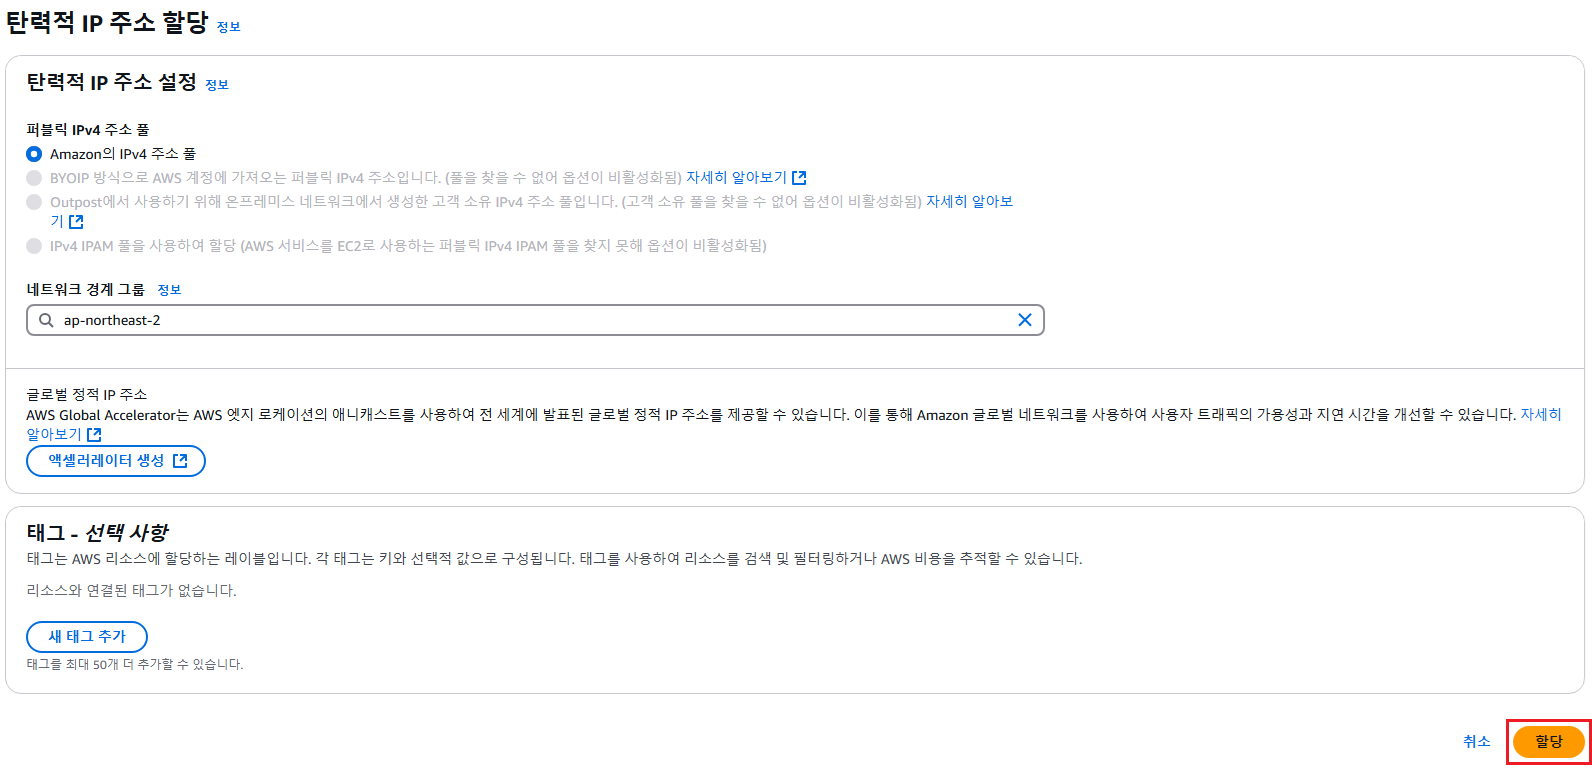 탄력적 IP 주소 할당 정보
탄력적 IP 주소 설정 정보
퍼블릭 IPv4 주소 풀
Amazon의 IPv4 주소 풀
BYOIP 방식으로 AWS 계정에 가져오는 퍼블릭 IPv4 주소입니다. (풀을 찾을 수 없어 옵션이 비활성화됨) 자세히 알아보기
Outpost에서 사용하기 위해 온프레미스 네트워크에서 생성한 고객 소유 IPv4 주소 풀입니다. (고객 소유 풀을 찾을 수 없어 옵션이 비활성화됨) 자세히 알아보
기
IPv4 IPAM 풀을 사용하여 할당 (AWS 서비스를 EC2로 사용하는 퍼블릭 IPv4 IPAM 풀을 찾지 못해 옵션이 비활성화됨)
네트워크 경계 그룹 정보
ap-northeast-2
글로벌 정적 IP 주소
AWS Global Accelerator는 AWS 엣지 로케이션의 애니캐스트를 사용하여 전 세계에 발표된 글로벌 정적 IP 주소를 제공할 수 있습니다. 이를 통해 Amazon 글로벌 네트워크를 사용하여 사용자 트래픽의 가용성과 지연 시간을 개선할 수 있습니다. 자세히
알아보기
액셀러레이터 생성
태그 - 선택 사항
태그는 AWS 리소스에 할당하는 레이블입니다. 각 태그는 키와 선택적 값으로 구성됩니다. 태그를 사용하여 리소스를 검색 및 필터링하거나 AWS 비용을 추적할 수 있습니다.
리소스와 연결된 태그가 없습니다.
새 태그 추가
태그를 최대 50개 더 추가할 수 있습니다.
취소 할당